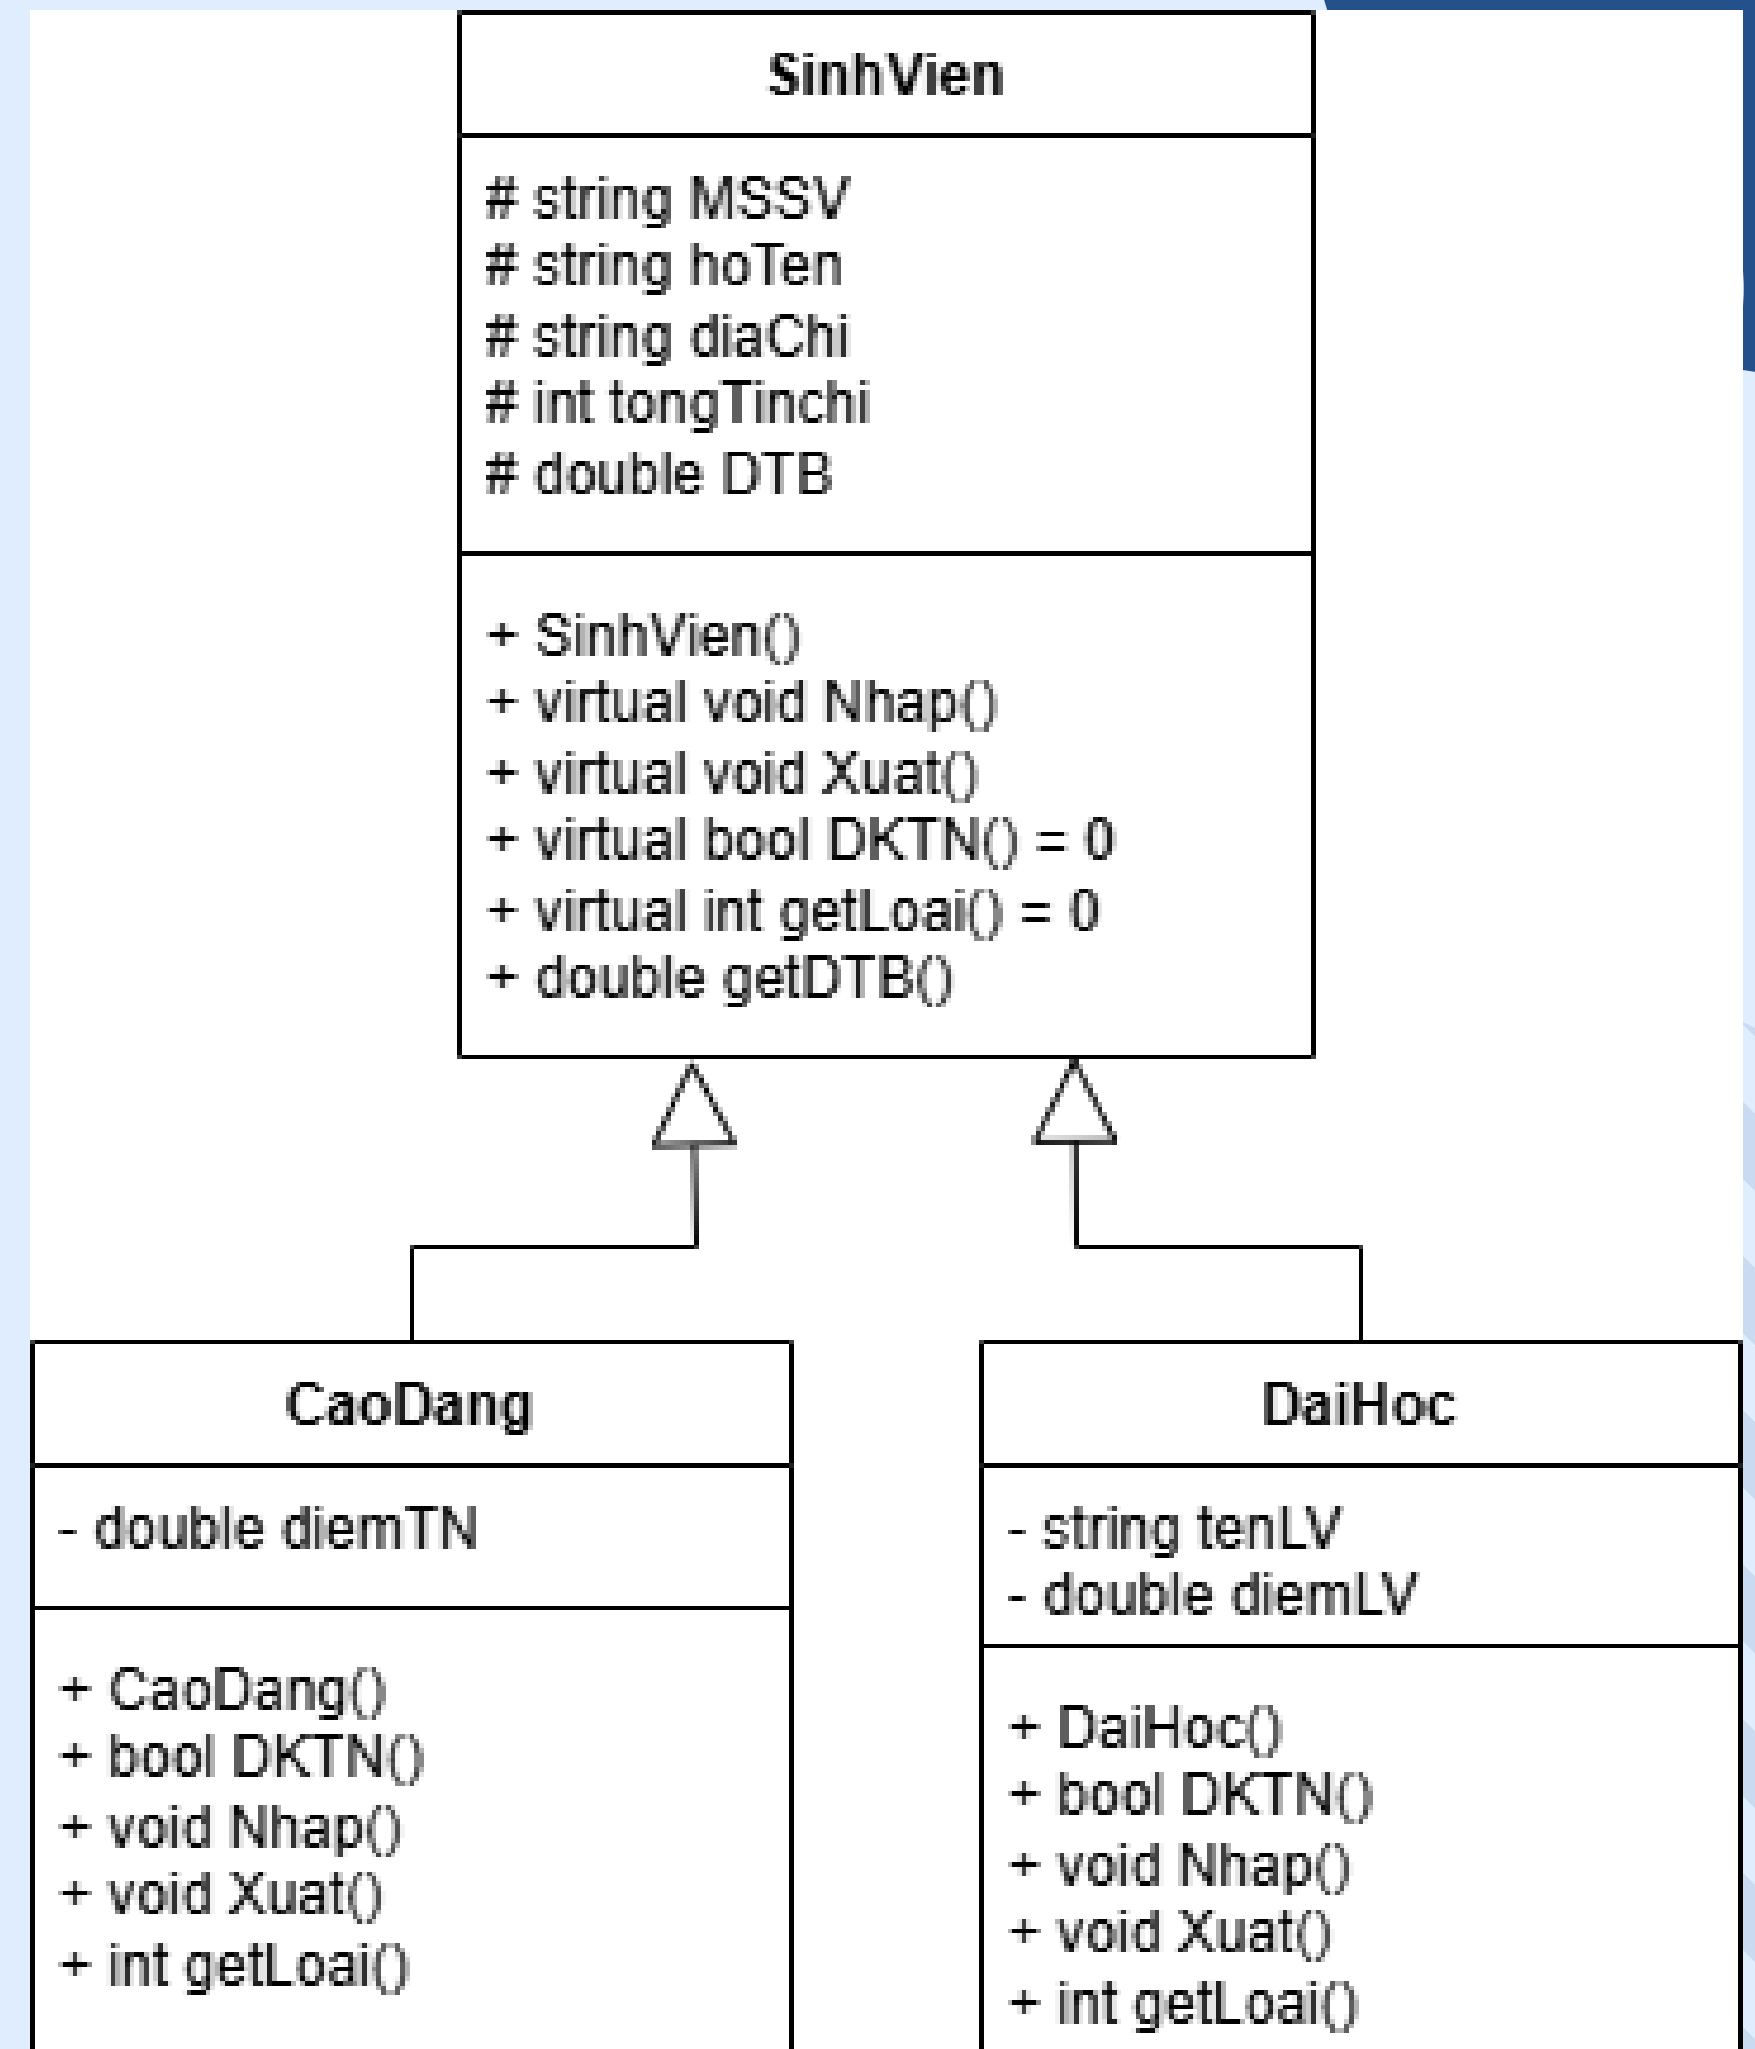 SinhVien
# string MSSV
# string hoTen
# string diaChi
# int tongTinchi
# double DTB
+ SinhVien()
+ virtual void Nhap()
+ virtual void Xuat()
+ virtual bool DKTN() = 0
+ virtual int getLoai() = 0
+ double getDTB()
CaoDang
- double diemTN
+ CaoDang()
+ bool DKTN()
+ void Nhap()
+ void Xuat()
+ int getLoai()
DaiHoc
- string tenLV
- double diemLV
+ DaiHoc()
+ bool DKTN()
+ void Nhap()
+ void Xuat()
+ int getLoai()